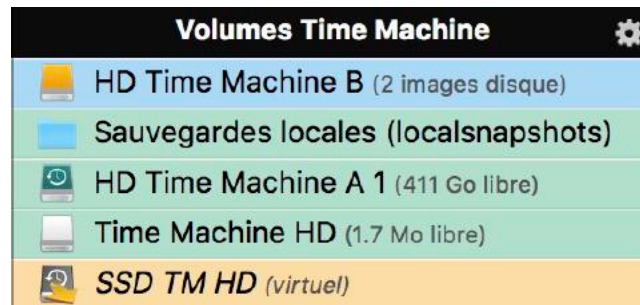 Volumes Time Machine
HD Time Machine B (2 images disque)
Sauvegardes locales (localsnapshots)
HD Time Machine A 1 (411 Go libre)
Time Machine HD (1.7 Mo libre)
SSD TM HD (virtuel)